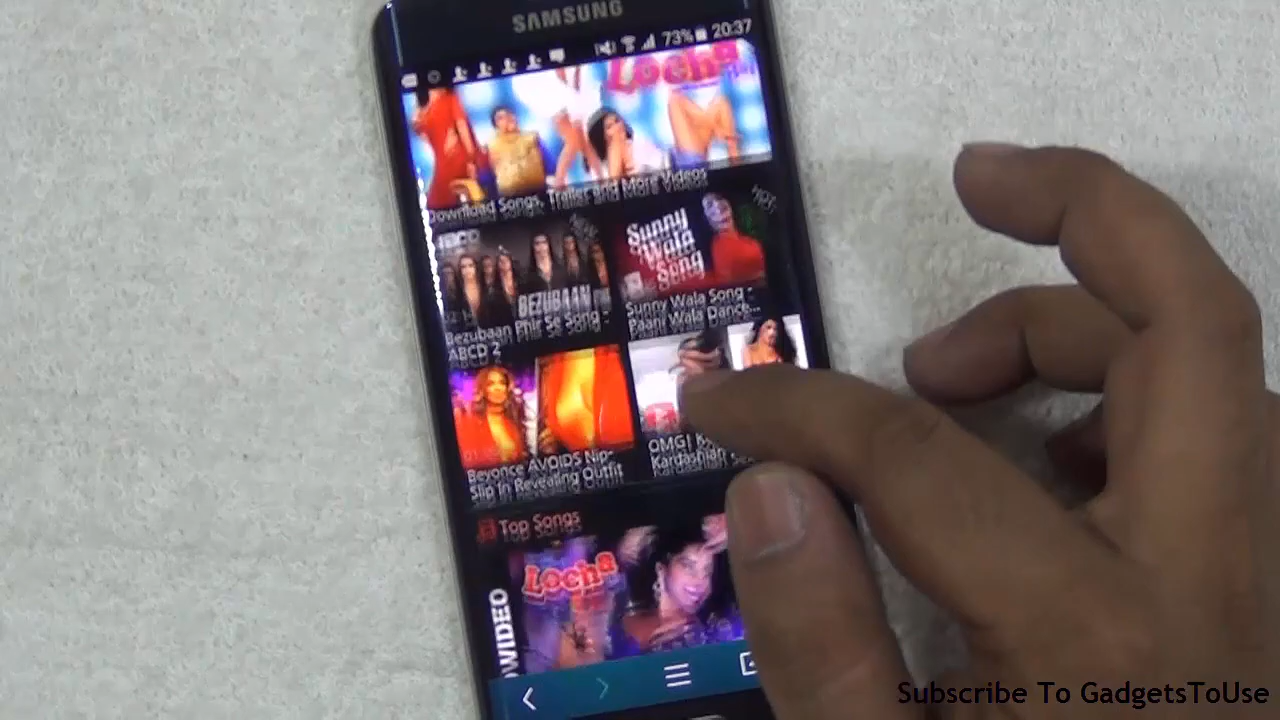 SAMSUNG
73% 20:37
Locha
Download Songs, Trailer and More Videos
ABCD
BEZUBAAN
Sunny
Wala
Song
Bezubaan Phir Se Song -
ABCD 2
Sunny Wala Song -
Paani Wala Dance...
Beyonce AVOIDS Nip-
Slip In Revealing Outfit
OMG!
Kardashian
Top Songs
Locha
Subscribe To GadgetsToUse